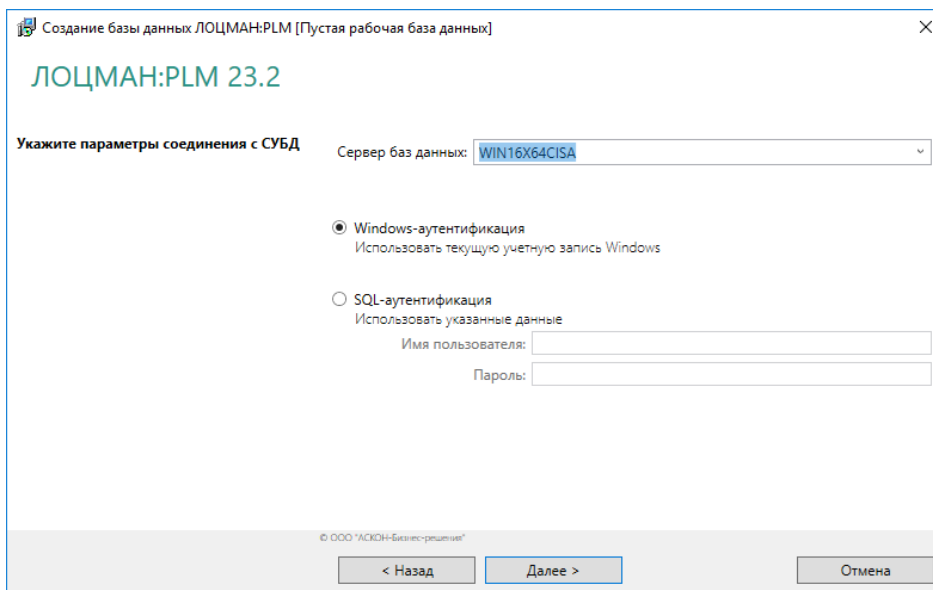 Создание базы данных ЛОЦМАН:PLM [Пустая рабочая база данных]
ЛОЦМАН:PLM 23.2
Укажите параметры соединения с СУБД
Сервер баз данных: WIN16X64CISA
Windows-аутентификация
Использовать текущую учетную запись Windows
SQL-аутентификация
Использовать указанные данные
Имя пользователя:
Пароль:
© ООО "АСКОН-Бизнес-решения"
< Назад Далее > Отмена